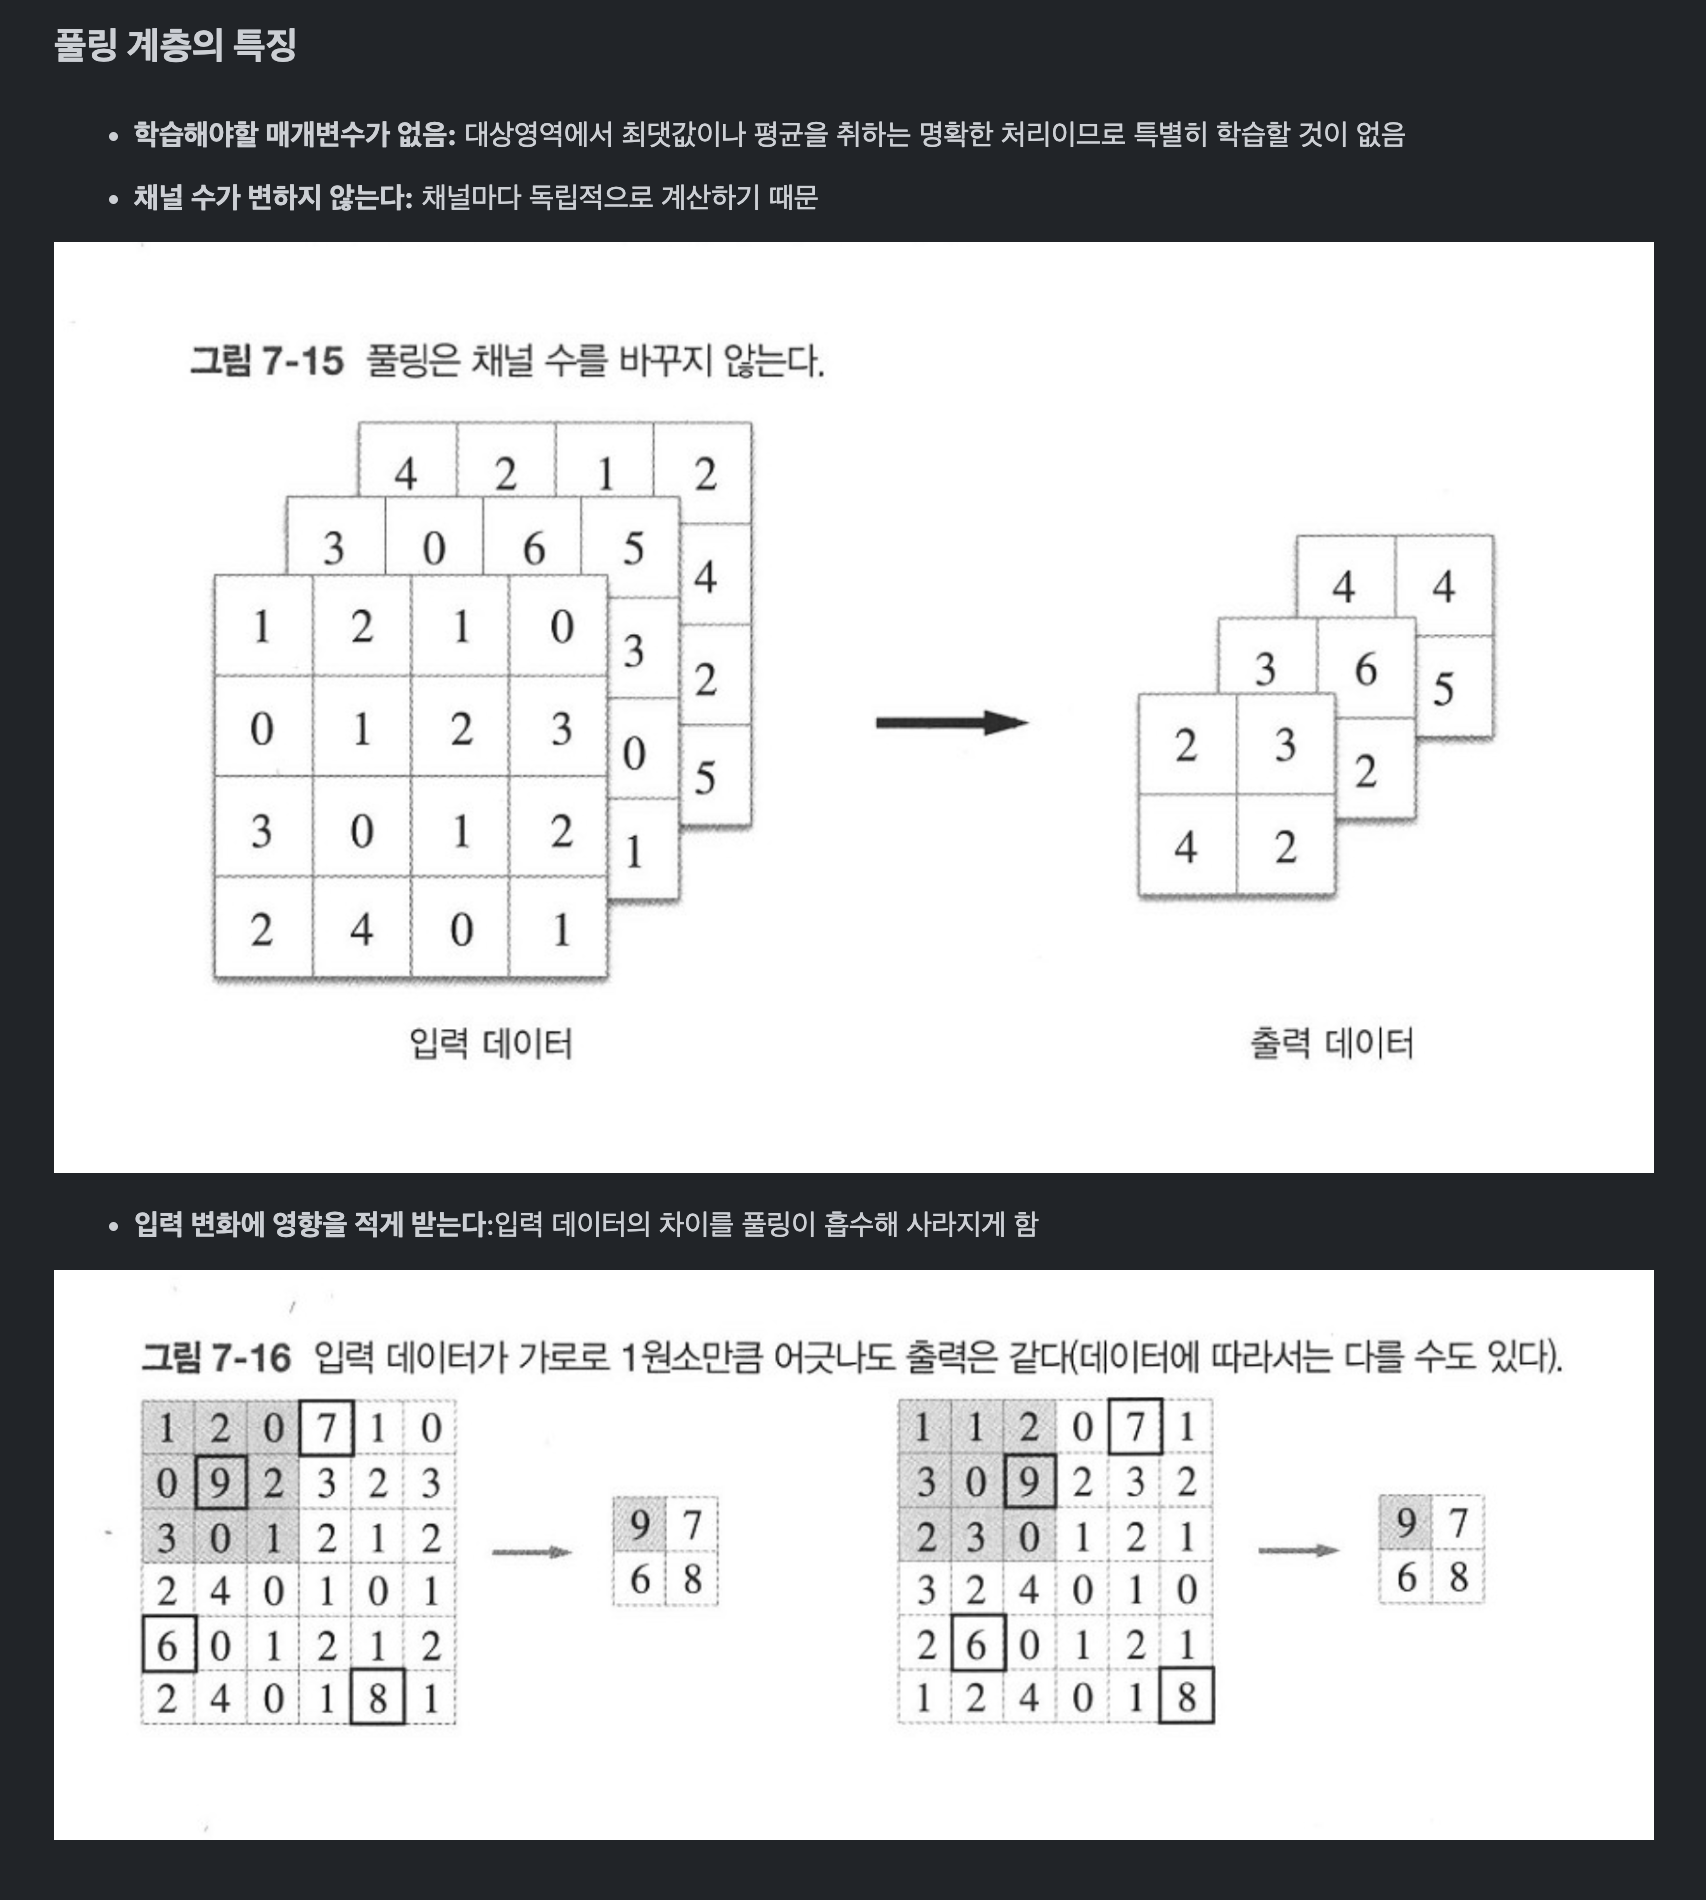 풀링 계층의 특징
학습해야할 매개변수가 없음: 대상영역에서 최댓값이나 평균을 취하는 명확한 처리이므로 특별히 학습할 것이 없음
채널 수가 변하지 않는다: 채널마다 독립적으로 계산하기 때문
그림 7-15 풀링은 채널 수를 바꾸지 않는다.
4 2 1 2
3 0 6 5
4
4 4
1 2 1 0
3
3 6
2
5
0 1 2 3
2 3
0
2
5
3 0 1 2
1
4 2
2 4 0 1
입력 데이터
출력 데이터
입력 변화에 영향을 적게 받는다:입력 데이터의 차이를 풀링이 흡수해 사라지게 함
그림 7-16 입력 데이터가 가로로 1원소만큼 어긋나도 출력은 같다(데이터에 따라서는 다를 수도 있다).
1 2 0 7 1 0
0 9 2 3 2 3
3 0 1 2 1 2
2 4 0 1 0 1
6 0 1 2 1 2
2 4 0 1 8 1
9 7
6 8
1 1 2 0 7 1
3 0 9 2 3 2
2 3 0 1 2 1
3 2 4 0 1 0
2 6 0 1 2 1
1 2 4 0 1 8
9 7
6 8